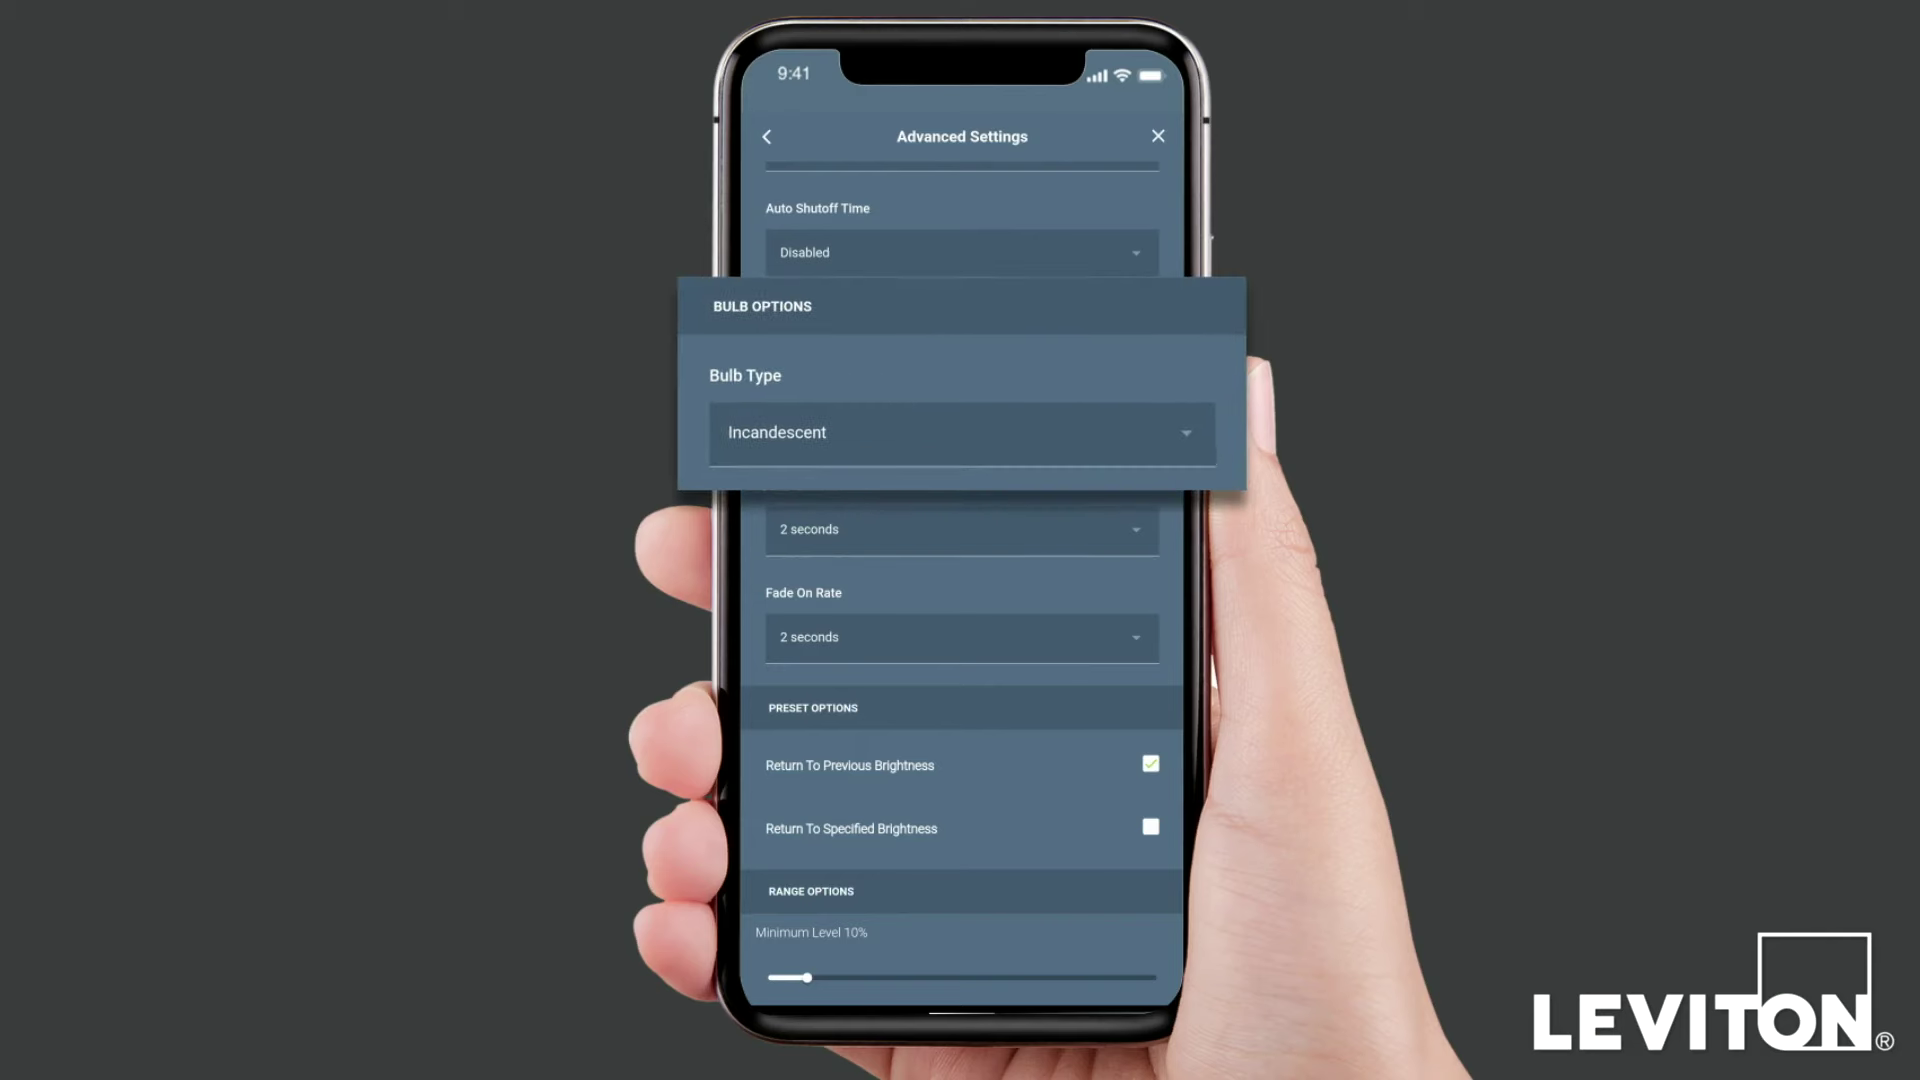 9:41
Advanced Settings
Auto Shutoff Time
Disabled
BULB OPTIONS
Bulb Type
Incandescent
2 seconds
Fade On Rate
2 seconds
PRESET OPTIONS
Return To Previous Brightness
Return To Specified Brightness
RANGE OPTIONS
Minimum Level 10%
LEVITON®